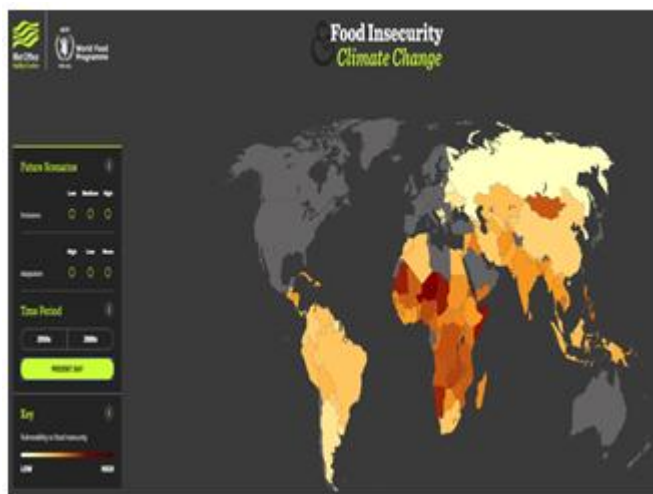 Food Insecurity
& Climate Change
Met Office
WFP
World Food
Programme
Future Scenarios
Low Medium High
Emissions
High Low None
Adaptation
Time Period
2050s 2080s
PRESENT DAY
Key
Vulnerability to food insecurity
LOW HIGH